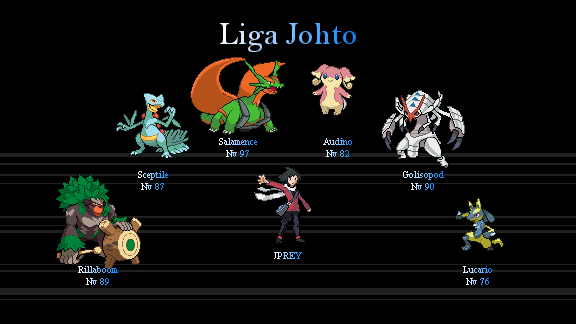 Liga Johto
Salamence
Nv 97
Audino
Nv 82
Sceptile
Nv 87
Golisopod
Nv 90
JPREY
Rillaboom
Nv 89
Lucario
Nv 76